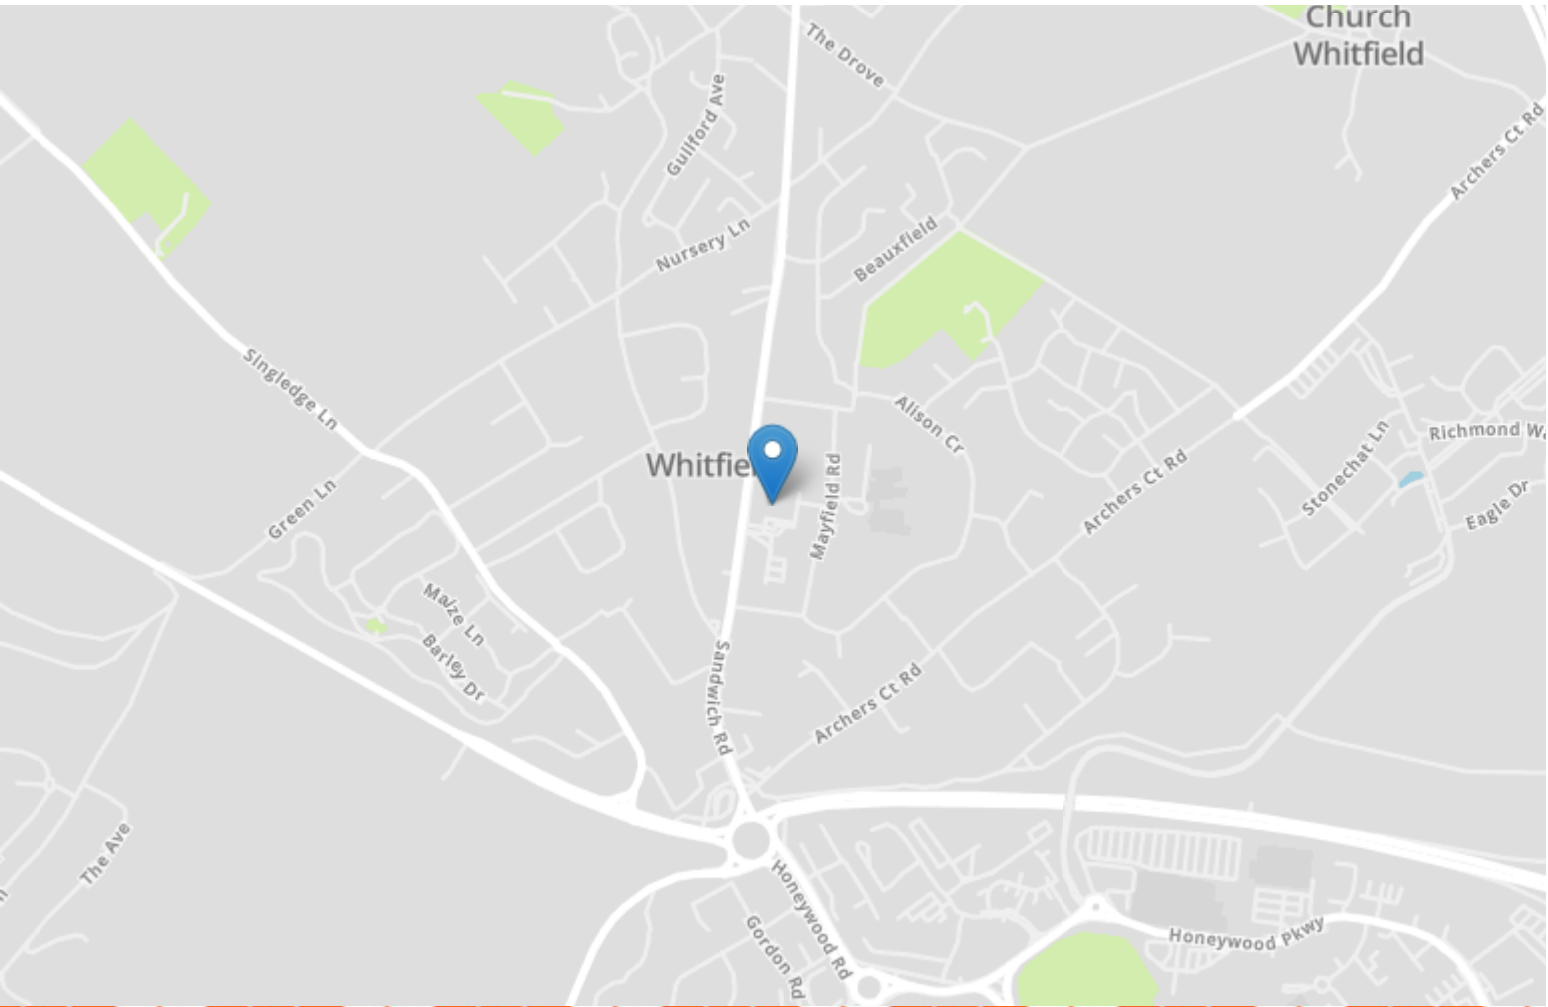 Church
Whitfield
The Drove
Guilford Ave
Archers Ct Rd
Nursery Ln
Beauxfield
Singledge Ln
Alison Cr
Richmond
Whitfie
Mayfield Rd
Archers Ct Rd
Stonechat Ln
Green Ln
Eagle Dr
Maize Ln
Barley Dr
Sandwich Rd
Archers Ct Rd
The Ave
Honeywood Rd
Gordon Rd
Honeywood Pkwy